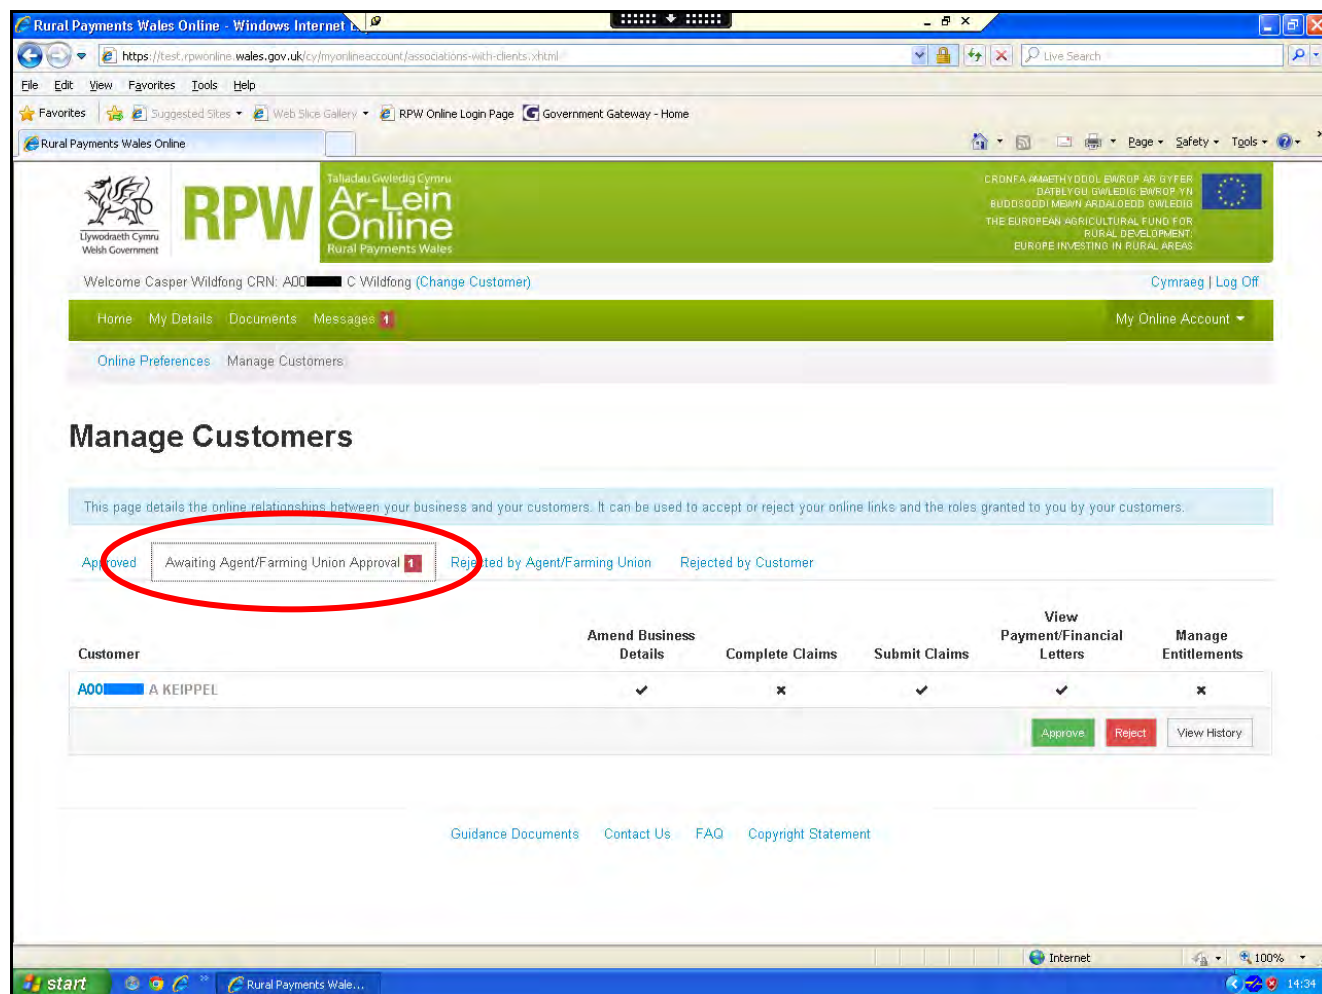 Rural Payments Wales Online - Windows Internet
https://test.rpwonline.wales.gov.uk/cy/myonlineaccount/associations-with-clients.xhtml
Live Search
File Edit View Favorites Tools Help
Favorites Suggested Sites Web Slice Gallery RPW Online Login Page Government Gateway - Home
Rural Payments Wales Online
Page Safety Tools
Llywodraeth Cymru
Welsh Government
RPW
Taliadau Gwledig Cymru
Ar-Lein
Online
Rural Payments Wales
CRONFA AMAETHYDDOL EWROP AR GYFER
DATBLYGU GWLEDIG EWROP YN
BUDDSODDI MEWN ARDALOEDD GWLEDIG
THE EUROPEAN AGRICULTURAL FUND FOR
RURAL DEVELOPMENT:
EUROPE INVESTING IN RURAL AREAS
Welcome Casper Wildfong CRN: A00 C Wildfong (Change Customer)
Cymraeg | Log Off
Home My Details Documents Messages 1
My Online Account
Online Preferences Manage Customers
Manage Customers
This page details the online relationships between your business and your customers. It can be used to accept or reject your online links and the roles granted to you by your customers.
Approved Awaiting Agent/Farming Union Approval 1 Rejected by Agent/Farming Union Rejected by Customer
Customer Amend Business Details Complete Claims Submit Claims View Payment/Financial Letters Manage Entitlements
A00 A KEIPPEL
Approve Reject View History
Guidance Documents Contact Us FAQ Copyright Statement
Internet 100%
start Rural Payments Wale... 14:34